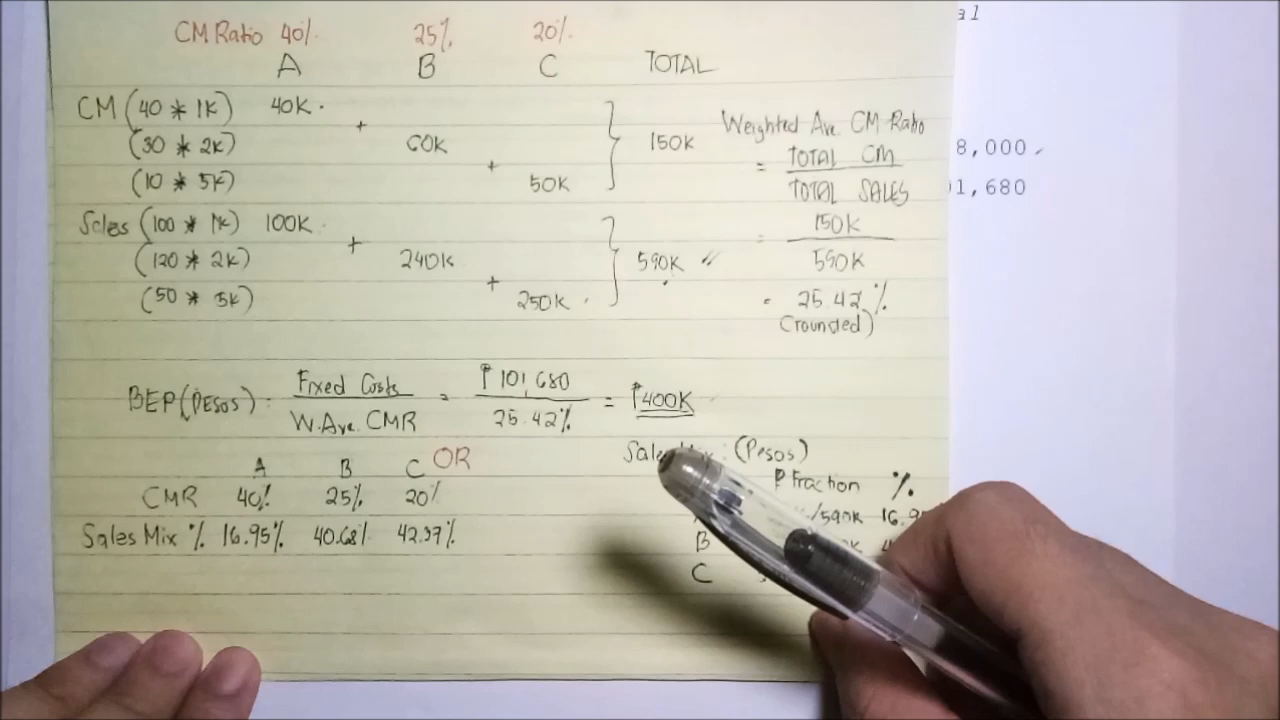 al
CM Ratio 40% 25% 20%
A B C TOTAL
CM (40 * 1K) 40K
+
(30 * 2K) 60K 150K
+
(10 * 5K) 50K
Weighted Ave CM Ratio
= TOTAL CM
TOTAL SALES
8,000
1,680
Sales (100 * 1K) 100K
+
(120 * 2K) 240K 590K
+
(50 * 5K) 250K
= 150K
590K
= 25.42%
(rounded)
BEP (PESOS): Fixed Costs = ₱ 101,680 = ₱400K
W. Ave. CMR 25.42%
OR
A B C
CMR 40% 25% 20%
Sales Mix % 16.95% 40.68% 42.37%
(Pesos)
₱ Fraction %
/590K 16.9
B
C